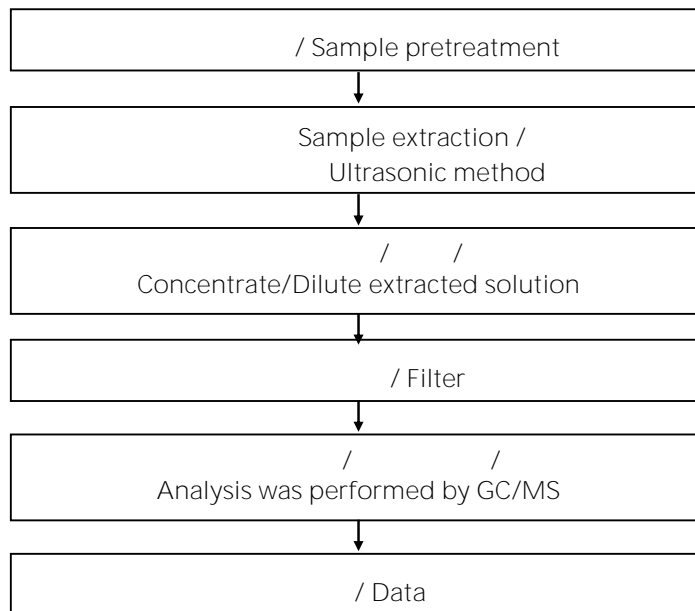 / Sample pretreatment
Sample extraction /
Ultrasonic method
/ /
Concentrate/Dilute extracted solution
/ Filter
/ /
Analysis was performed by GC/MS
/ Data